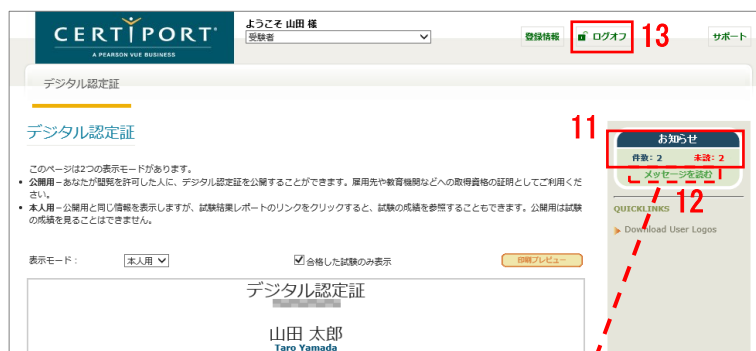 CERTIPORT
A PEARSON VUE BUSINESS
ようこそ 山田 様
受験者
登録情報
ログオフ
13
サポート
デジタル認定証
デジタル認定証
このページは2つの表示モードがあります。
• 公開用－あなたが閲覧を許可した人に、デジタル認定証を公開することができます。雇用先や教育機関などへの取得資格の証明としてご利用くだ
さい。
• 本人用－公開用と同じ情報を表示しますが、試験結果レポートのリンクをクリックすると、試験の成績を参照することもできます。公開用は試験
の成績を見ることはできません。
表示モード：
本人用
合格した試験のみ表示
印刷プレビュー
デジタル認定証
山田 太郎
Taro Yamada
11
お知らせ
件数: 2
未読: 2
メッセージを読む
12
QUICKLINKS
Download User Logos